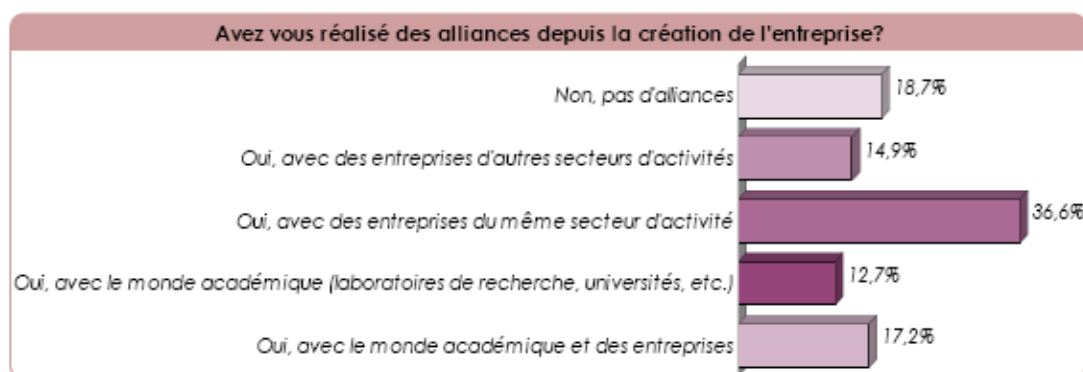 Avez vous réalisé des alliances depuis la création de l'entreprise?
Non, pas d'alliances
18,7%
Oui, avec des entreprises d'autres secteurs d'activités
14,9%
Oui, avec des entreprises du même secteur d'activité
36,6%
Oui, avec le monde académique (laboratoires de recherche, universités, etc.)
12,7%
Oui, avec le monde académique et des entreprises
17,2%